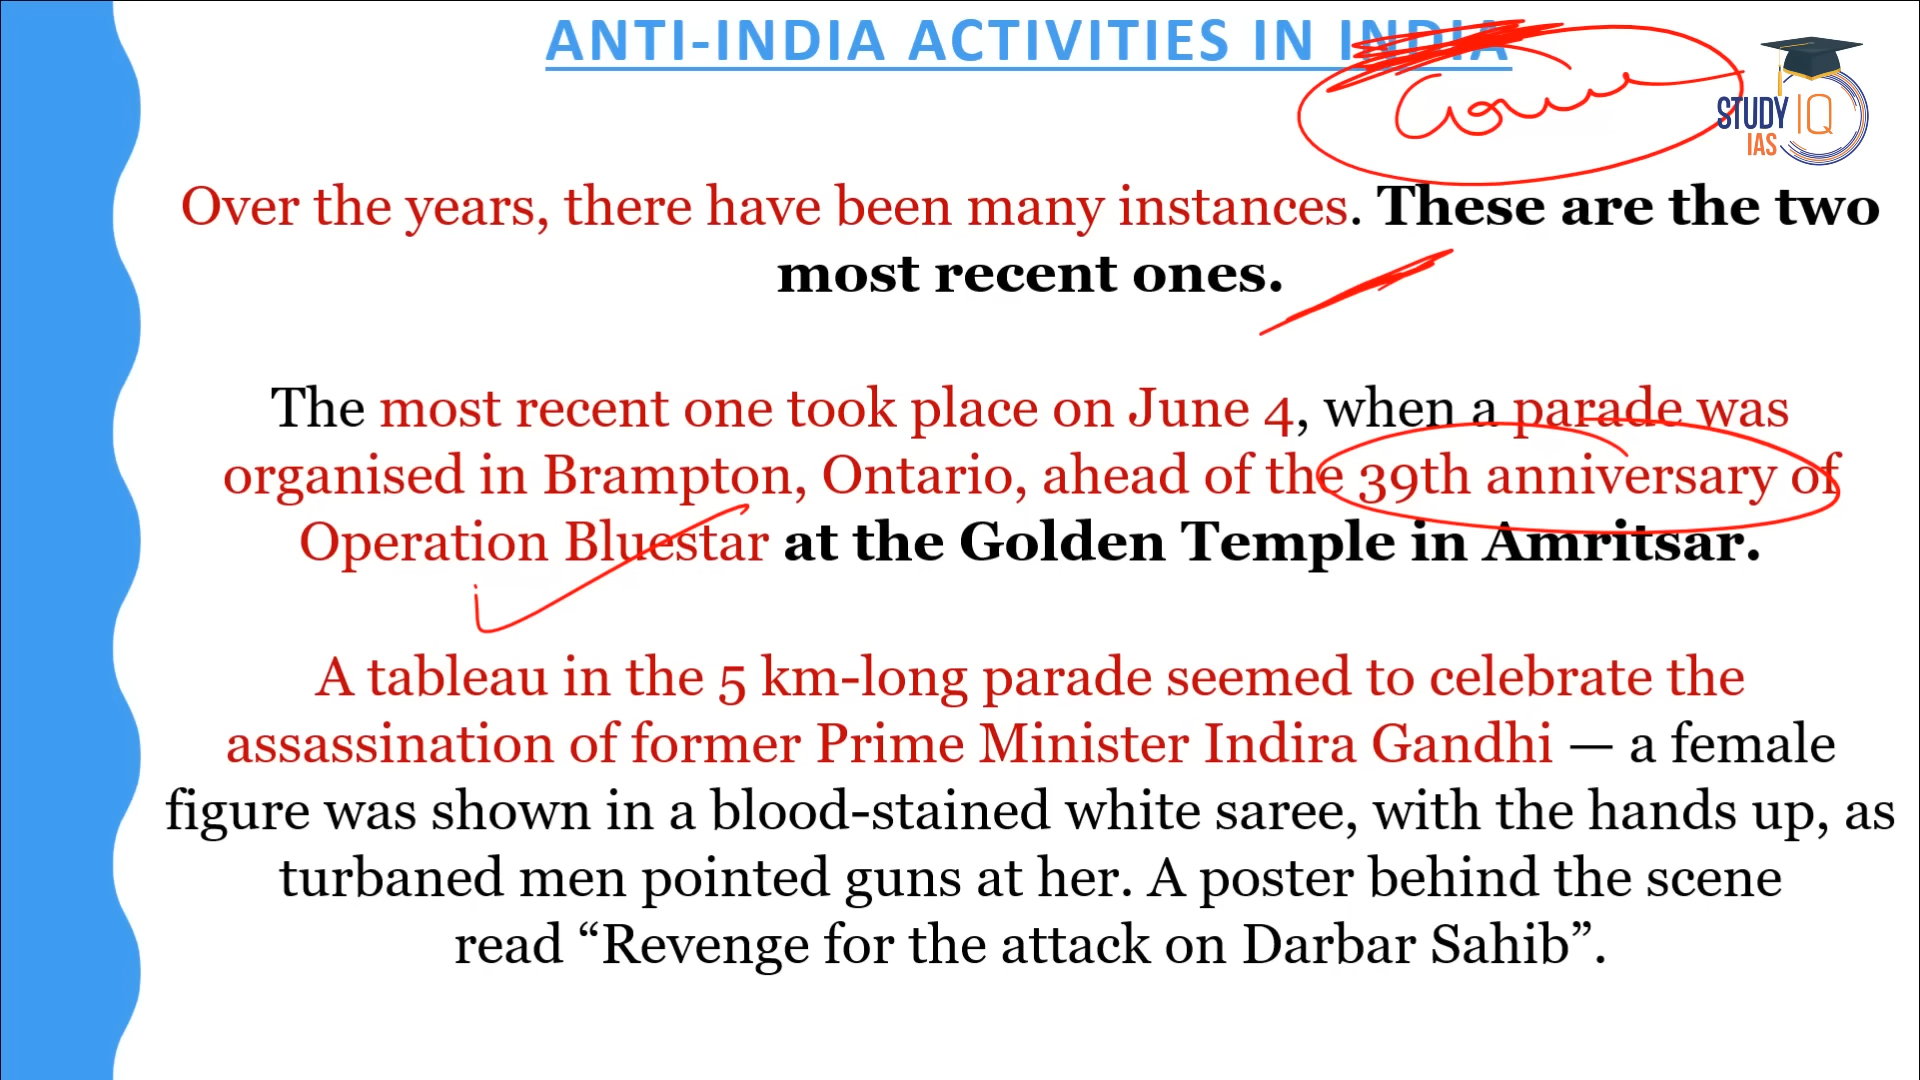 ANTI-INDIA ACTIVITIES IN INDIA
STUDY IQ
IAS
Over the years, there have been many instances. These are the two
most recent ones.
The most recent one took place on June 4, when a parade was
organised in Brampton, Ontario, ahead of the 39th anniversary of
Operation Bluestar at the Golden Temple in Amritsar.
A tableau in the 5 km-long parade seemed to celebrate the
assassination of former Prime Minister Indira Gandhi — a female
figure was shown in a blood-stained white saree, with the hands up, as
turbaned men pointed guns at her. A poster behind the scene
read “Revenge for the attack on Darbar Sahib”.